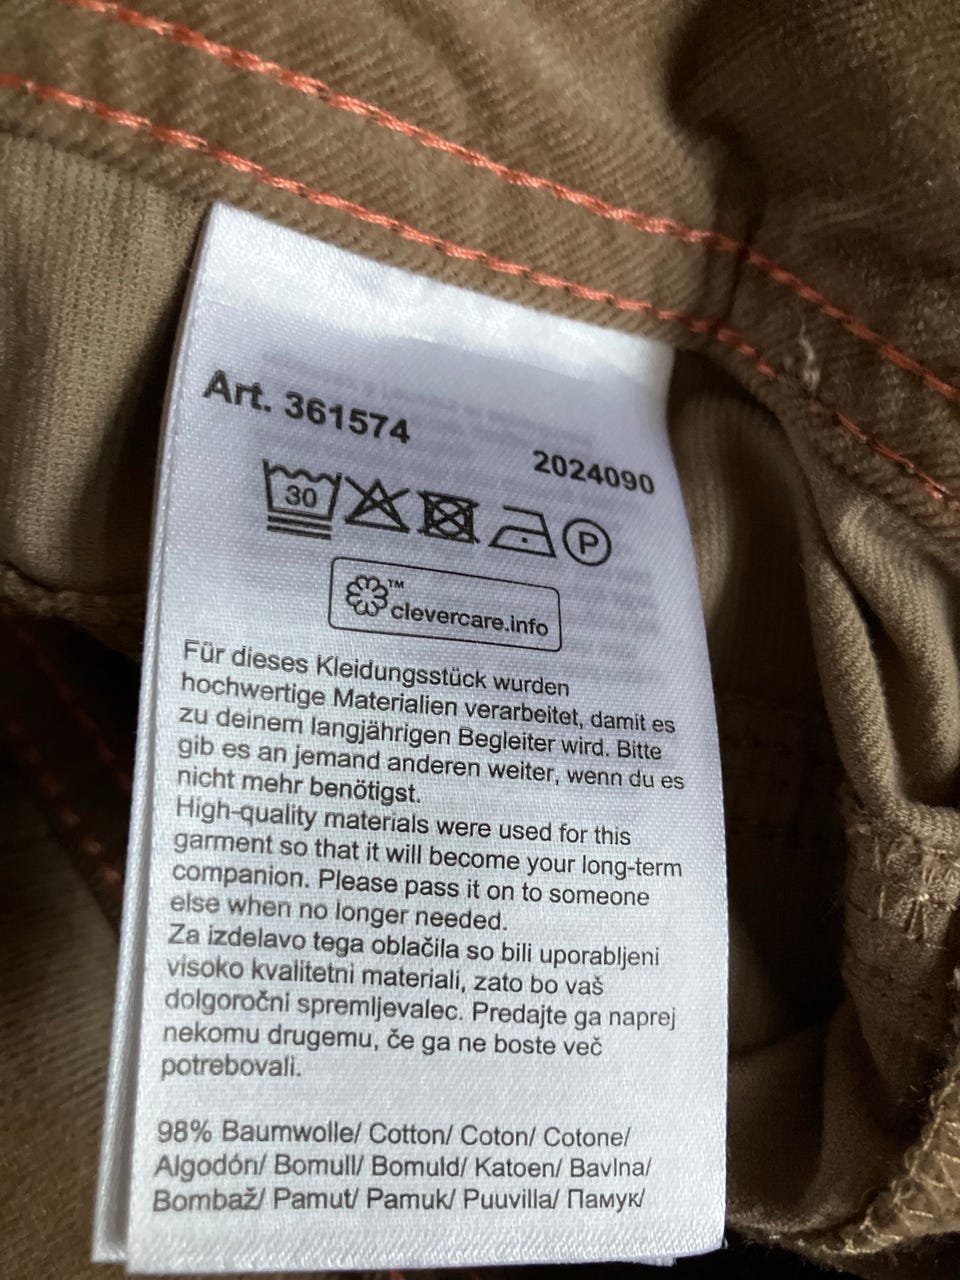 Art. 361574
2024090
30
P
™
clevercare.info
Für dieses Kleidungsstück wurden
hochwertige Materialien verarbeitet, damit es
zu deinem langjährigen Begleiter wird. Bitte
gib es an jemand anderen weiter, wenn du es
nicht mehr benötigst.
High-quality materials were used for this
garment so that it will become your long-term
companion. Please pass it on to someone
else when no longer needed.
Za izdelavo tega oblačila so bili uporabljeni
visoko kvalitetni materiali, zato bo vaš
dolgoročni spremljevalec. Predajte ga naprej
nekomu drugemu, če ga ne boste več
potrebovali.
98% Baumwolle/ Cotton/ Coton/ Cotone/
Algodón/ Bomull/ Bomuld/ Katoen/ Bavlna/
Bombaž/ Pamut/ Pamuk/ Puuvilla/ Памук/